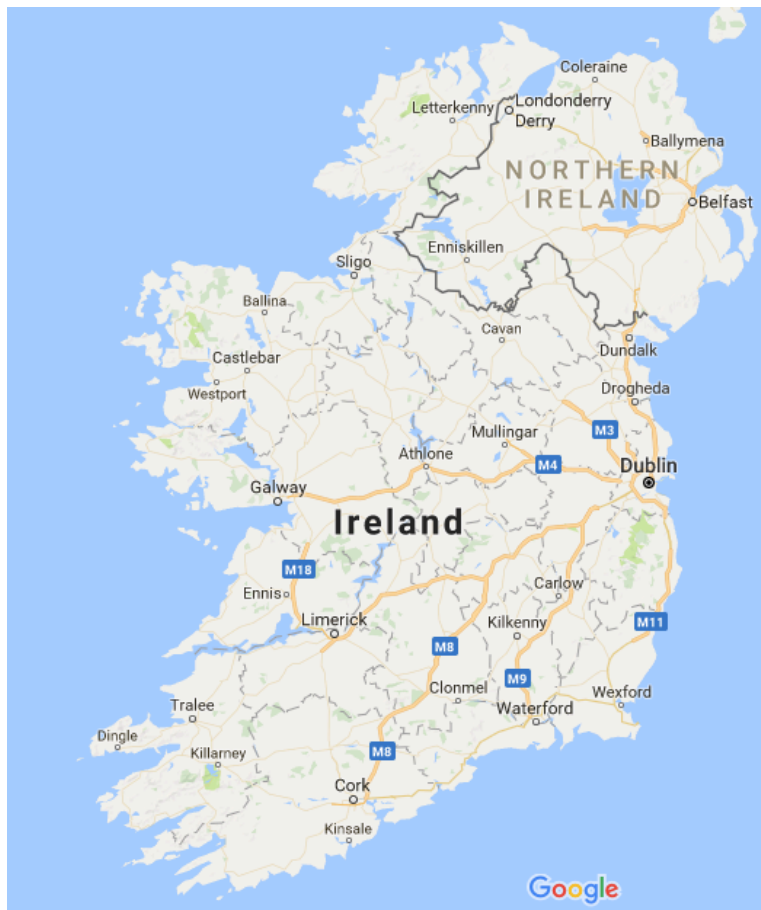 Coleraine
Letterkenny
Londonderry
Derry
Ballymena
NORTHERN
IRELAND
Belfast
Enniskillen
Sligo
Ballina
Cavan
Dundalk
Castlebar
Westport
Drogheda
M3
Mullingar
Athlone
M4
Dublin
Galway
Ireland
M18
Ennis
Carlow
Limerick
Kilkenny
M11
M8
M9
Clonmel
Wexford
Tralee
Waterford
Dingle
Killarney
M8
Cork
Kinsale
Google